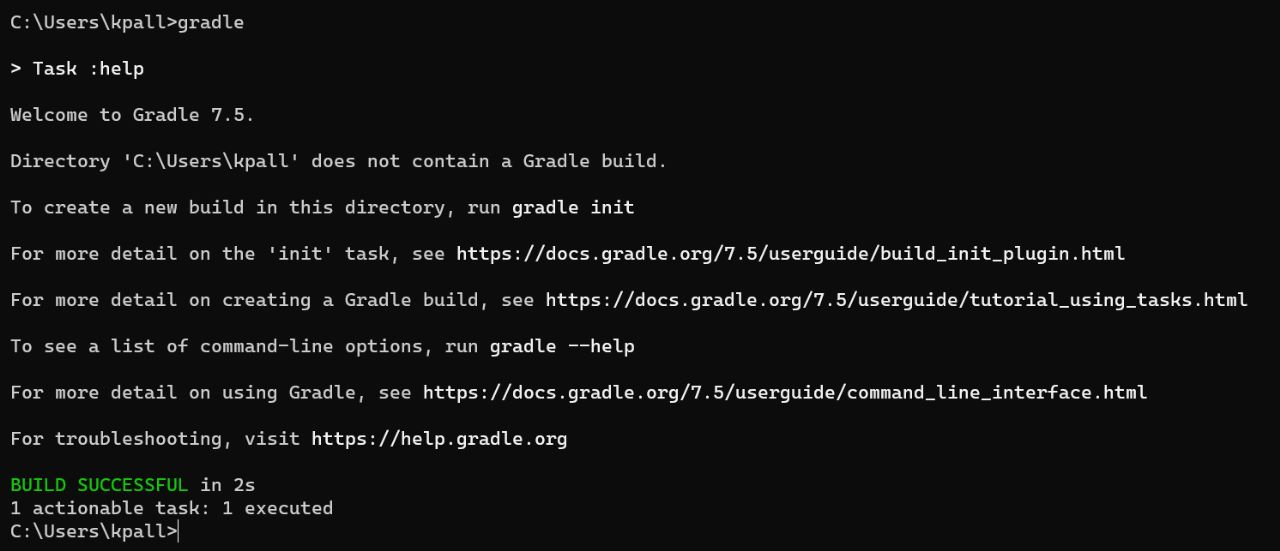 C:\Users\kpall>gradle
> Task :help
Welcome to Gradle 7.5.
Directory 'C:\Users\kpall' does not contain a Gradle build.
To create a new build in this directory, run gradle init
For more detail on the 'init' task, see https://docs.gradle.org/7.5/userguide/build_init_plugin.html
For more detail on creating a Gradle build, see https://docs.gradle.org/7.5/userguide/tutorial_using_tasks.html
To see a list of command-line options, run gradle --help
For more detail on using Gradle, see https://docs.gradle.org/7.5/userguide/command_line_interface.html
For troubleshooting, visit https://help.gradle.org
BUILD SUCCESSFUL in 2s
1 actionable task: 1 executed
C:\Users\kpall>